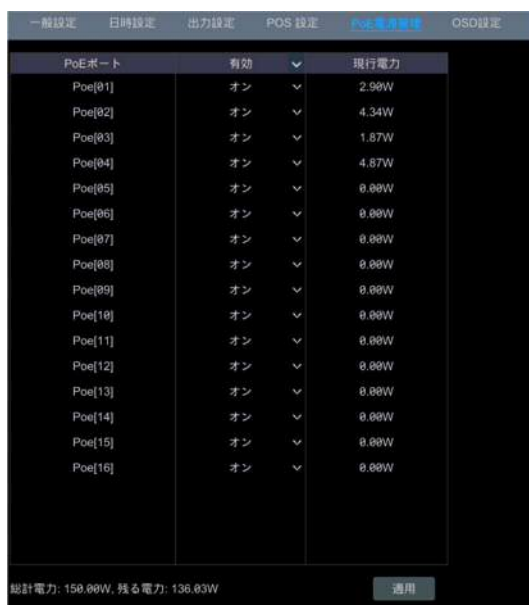 一般設定 日時設定 出力設定 POS 設定 PoE電源管理 OSD設定
PoEポート 有効 現行電力
Poe[01] オン 2.90W
Poe[02] オン 4.34W
Poe[03] オン 1.87W
Poe[04] オン 4.87W
Poe[05] オン 0.00W
Poe[06] オン 0.00W
Poe[07] オン 0.00W
Poe[08] オン 0.00W
Poe[09] オン 0.00W
Poe[10] オン 0.00W
Poe[11] オン 0.00W
Poe[12] オン 0.00W
Poe[13] オン 0.00W
Poe[14] オン 0.00W
Poe[15] オン 0.00W
Poe[16] オン 0.00W
総計電力: 150.00W, 残る電力: 136.03W 適用